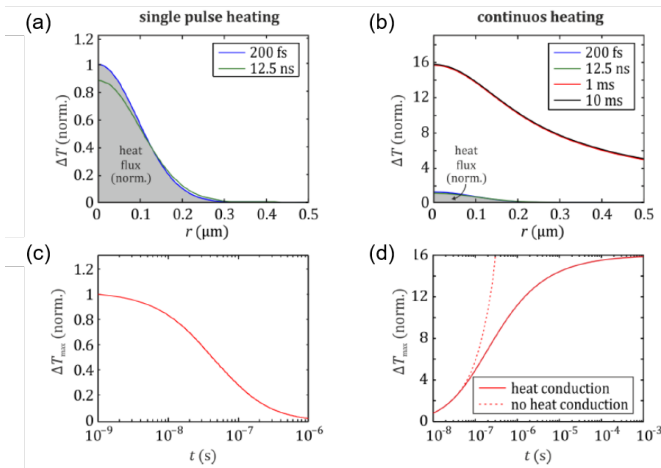 single pulse heating
continuos heating
(a)
(b)
200 fs
12.5 ns
200 fs
12.5 ns
1 ms
10 ms
heat
flux
(norm.)
heat
flux
(norm.)
ΔT (norm.)
1.2
1
0.8
0.6
0.4
0.2
0
0
0.1
0.2
0.3
0.4
0.5
r (μm)
ΔT (norm.)
16
12
8
4
2
0
0
0.1
0.2
0.3
0.4
0.5
r (μm)
(c)
(d)
ΔTmax (norm.)
1.2
1
0.8
0.6
0.4
0.2
0
10⁻⁹
10⁻⁸
10⁻⁷
10⁻⁶
t (s)
ΔTmax (norm.)
16
12
8
4
0
heat conduction
no heat conduction
10⁻⁸
10⁻⁷
10⁻⁶
10⁻⁵
10⁻⁴
10⁻³
t (s)